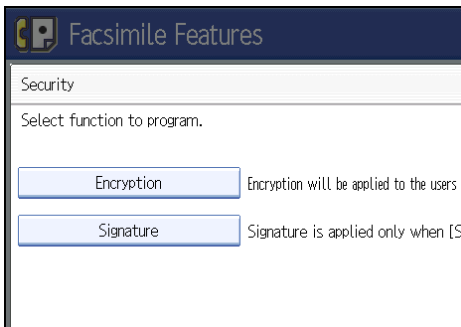 Facsimile Features
Security
Select function to program.
Encryption Encryption will be applied to the users
Signature Signature is applied only when [S